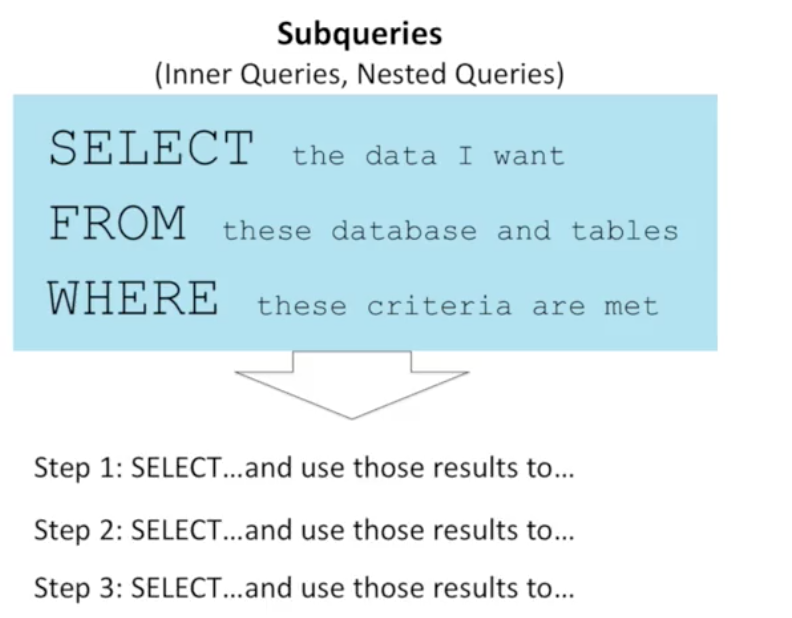 Subqueries
(Inner Queries, Nested Queries)
SELECT the data I want
FROM these database and tables
WHERE these criteria are met
Step 1: SELECT...and use those results to...
Step 2: SELECT...and use those results to...
Step 3: SELECT...and use those results to...